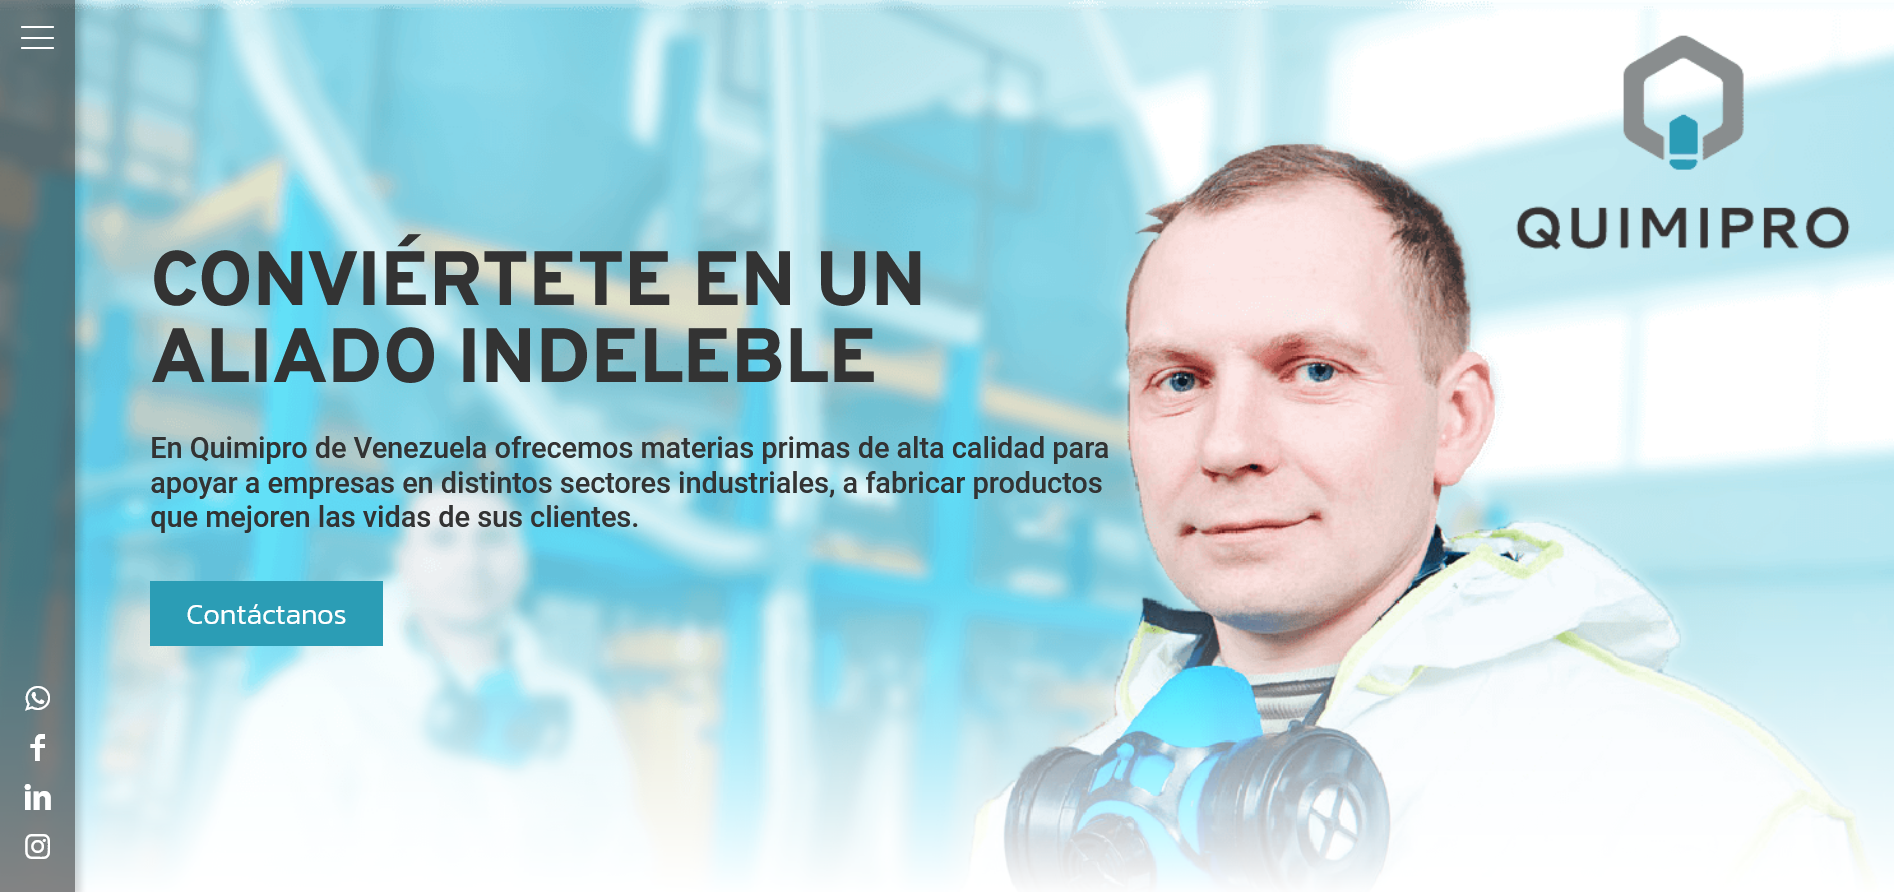 QUIMIPRO
CONVIÉRTETE EN UN
ALIADO INDELEBLE
En Quimipro de Venezuela ofrecemos materias primas de alta calidad para
apoyar a empresas en distintos sectores industriales, a fabricar productos
que mejoren las vidas de sus clientes.
Contáctanos